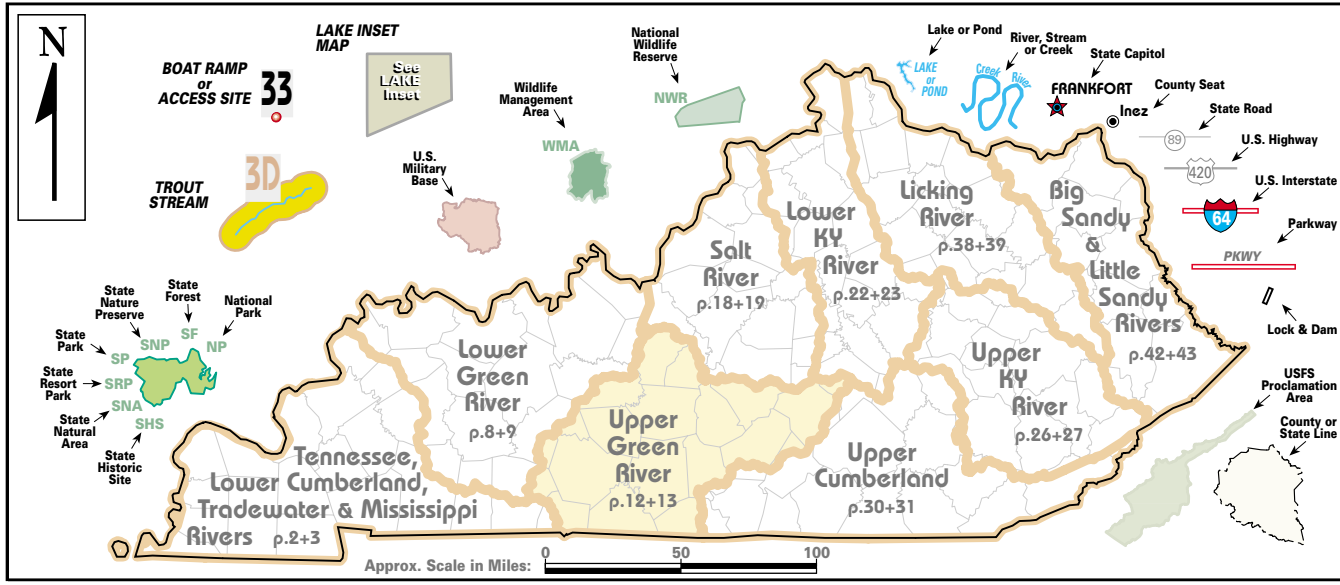 N
BOAT RAMP
or
ACCESS SITE
33
LAKE INSET
MAP
See
LAKE
Inset
National
Wildlife
Reserve
NWR
Wildlife
Management
Area
WMA
U.S.
Military
Base
TROUT
STREAM
3D
Lake or Pond
LAKE
or
POND
River, Stream
or Creek
Creek
River
State Capitol
FRANKFORT
County Seat
Inez
State Road
89
U.S. Highway
420
U.S. Interstate
64
Parkway
PKWY
Lock & Dam
USFS
Proclamation
Area
County or
State Line
State
Forest
SF
State
Nature
Preserve
SNP
National
Park
NP
State
Park
SP
State
Resort
Park
SRP
State
Natural
Area
SNA
State
Historic
Site
SHS
Licking
River
p.38+39
Big
Sandy
&
Little
Sandy
Rivers
p.42+43
Lower
KY
River
p.22+23
Salt
River
p.18+19
Lower
Green
River
p.8+9
Upper
KY
River
p.26+27
Upper
Green
River
p.12+13
Upper
Cumberland
p.30+31
Tennessee,
Lower Cumberland,
Tradewater & Mississippi
Rivers p.2+3
Approx. Scale in Miles:
0 50 100